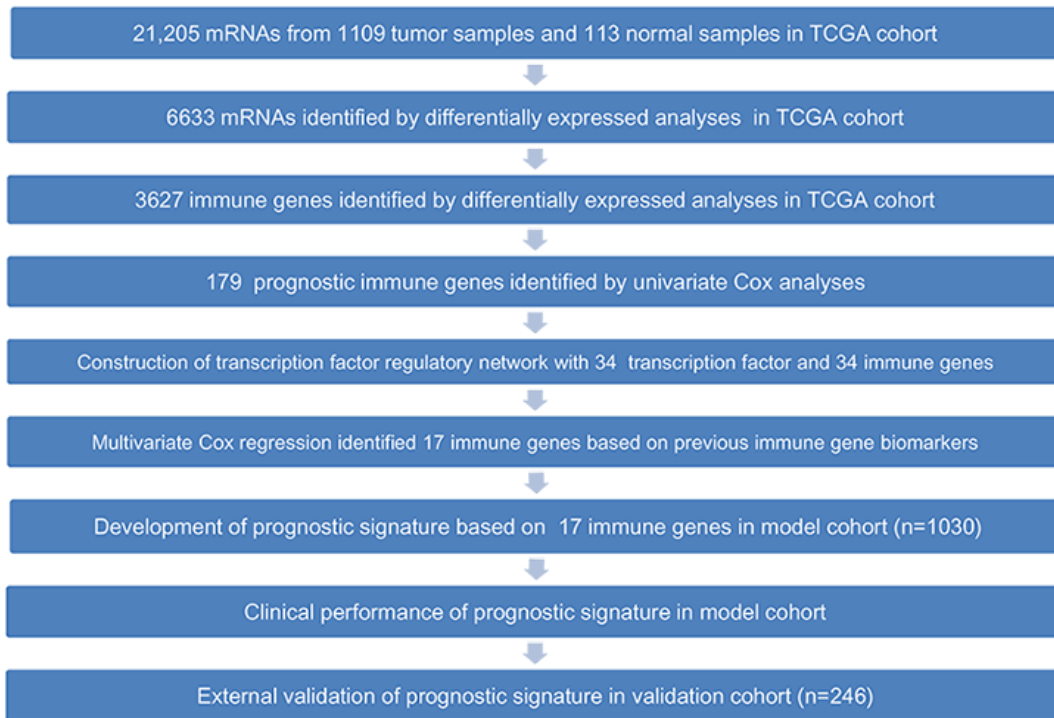 21,205 mRNAs from 1109 tumor samples and 113 normal samples in TCGA cohort
6633 mRNAs identified by differentially expressed analyses in TCGA cohort
3627 immune genes identified by differentially expressed analyses in TCGA cohort
179 prognostic immune genes identified by univariate Cox analyses
Construction of transcription factor regulatory network with 34 transcription factor and 34 immune genes
Multivariate Cox regression identified 17 immune genes based on previous immune gene biomarkers
Development of prognostic signature based on 17 immune genes in model cohort (n=1030)
Clinical performance of prognostic signature in model cohort
External validation of prognostic signature in validation cohort (n=246)